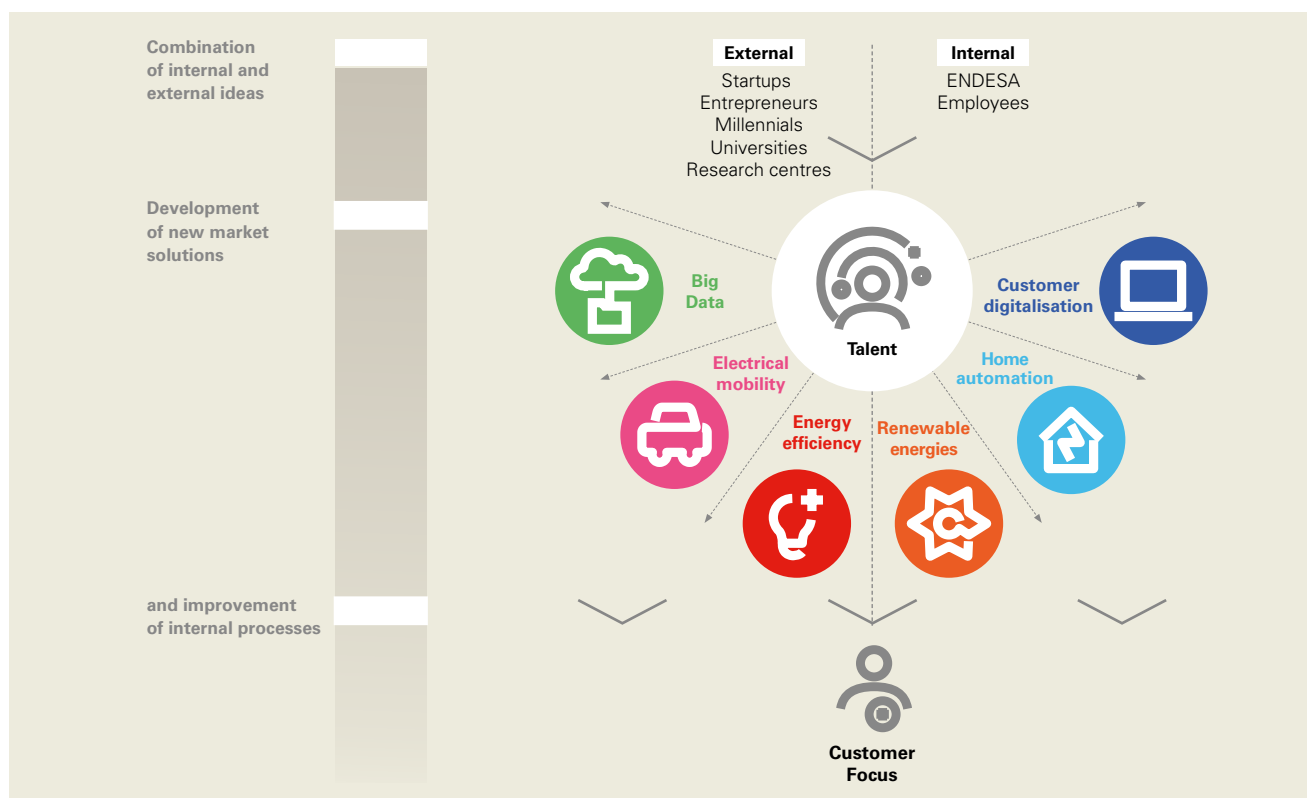 Combination
of internal and
external ideas
External
Startups
Entrepreneurs
Millennials
Universities
Research centres
Internal
ENDESA
Employees
Development
of new market
solutions
Big
Data
Talent
Customer
digitalisation
Electrical
mobility
Home
automation
Energy
efficiency
Renewable
energies
and improvement
of internal processes
Customer
Focus